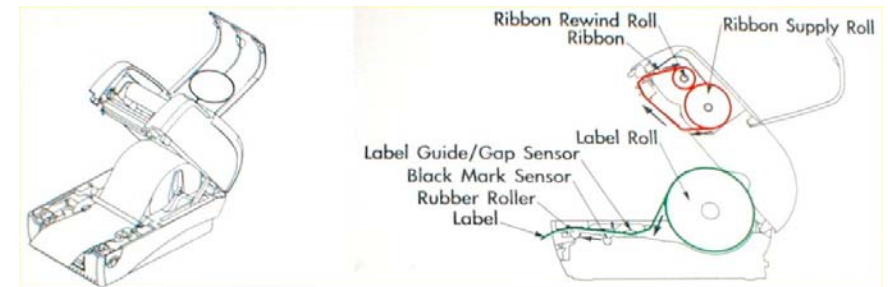 Ribbon Rewind Roll
Ribbon
Ribbon Supply Roll
Label Roll
Label Guide/Gap Sensor
Black Mark Sensor
Rubber Roller
Label